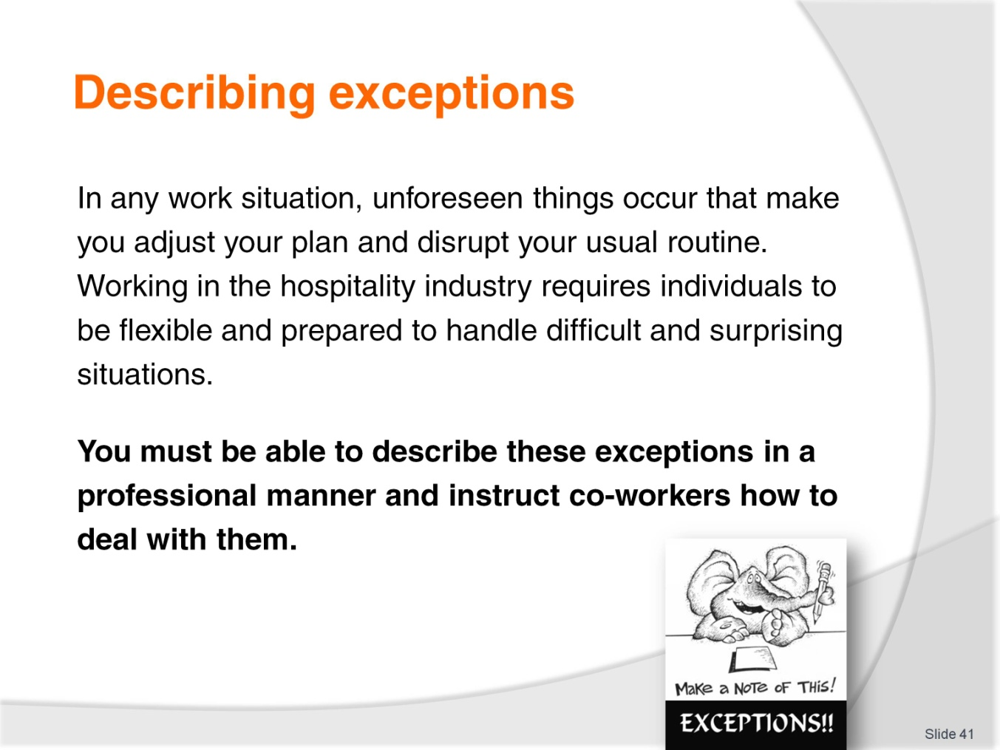 Describing exceptions
In any work situation, unforeseen things occur that make
you adjust your plan and disrupt your usual routine.
Working in the hospitality industry requires individuals to
be flexible and prepared to handle difficult and surprising
situations.
You must be able to describe these exceptions in a
professional manner and instruct co-workers how to
deal with them.
MaKe a NoTe oF THiS!
EXCEPTIONS!!
Slide 41